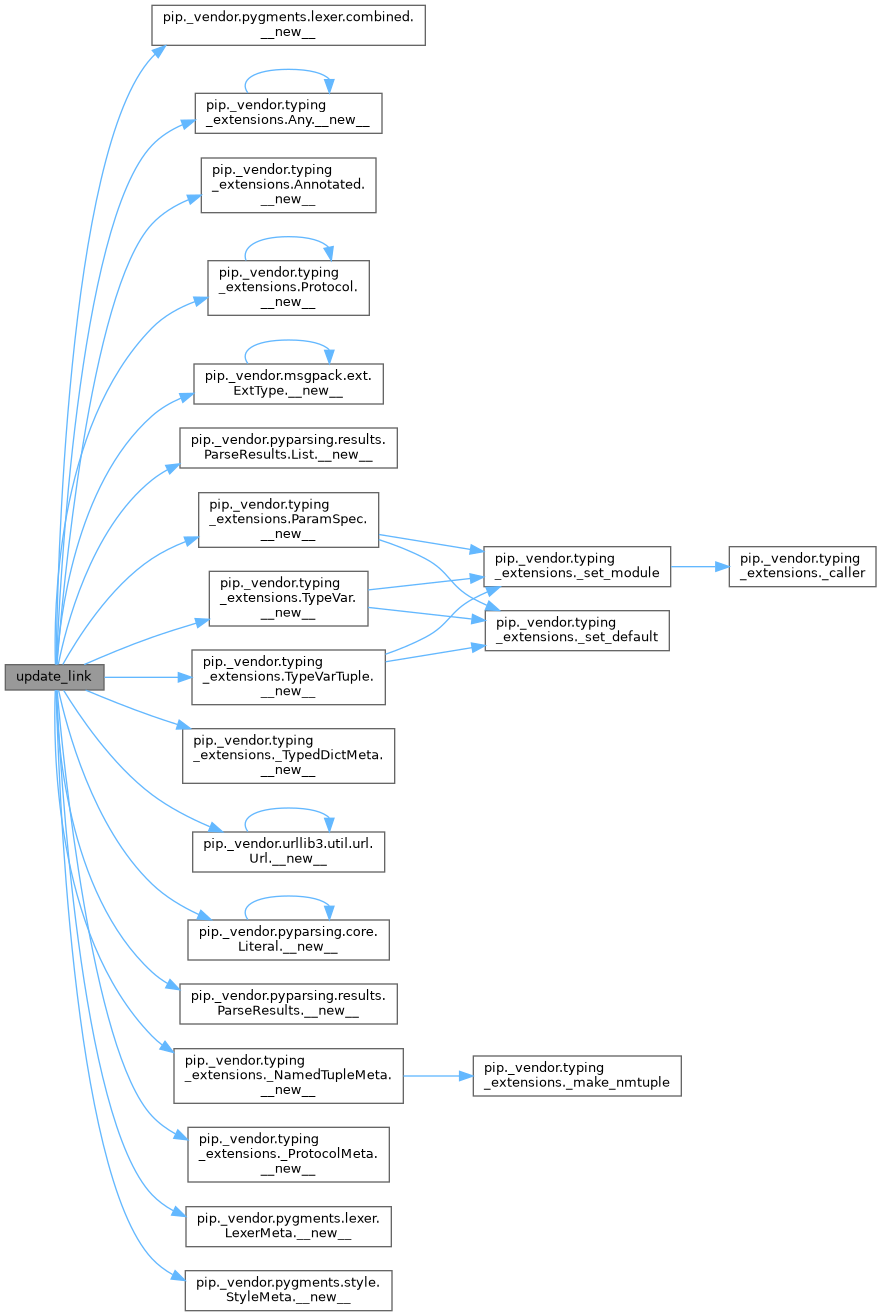 pip._vendor.pygments.lexer.combined.
__new__
pip._vendor.typing
_extensions.Any.__new__
pip._vendor.typing
_extensions.Annotated.
__new__
pip._vendor.typing
_extensions.Protocol.
__new__
pip._vendor.msgpack.ext.
ExtType.__new__
pip._vendor.pyparsing.results.
ParseResults.List.__new__
pip._vendor.typing
_extensions.ParamSpec.
__new__
pip._vendor.typing
_extensions._set_module
pip._vendor.typing
_extensions._caller
pip._vendor.typing
_extensions.TypeVar.
__new__
pip._vendor.typing
_extensions._set_default
pip._vendor.typing
_extensions.TypeVarTuple.
__new__
update_link
pip._vendor.typing
_extensions._TypedDictMeta.
__new__
pip._vendor.urllib3.util.url.
Url.__new__
pip._vendor.pyparsing.core.
Literal.__new__
pip._vendor.pyparsing.results.
ParseResults.__new__
pip._vendor.typing
_extensions._NamedTupleMeta.
__new__
pip._vendor.typing
_extensions._make_nmtuple
pip._vendor.typing
_extensions._ProtocolMeta.
__new__
pip._vendor.pygments.lexer.
LexerMeta.__new__
pip._vendor.pygments.style.
StyleMeta.__new__